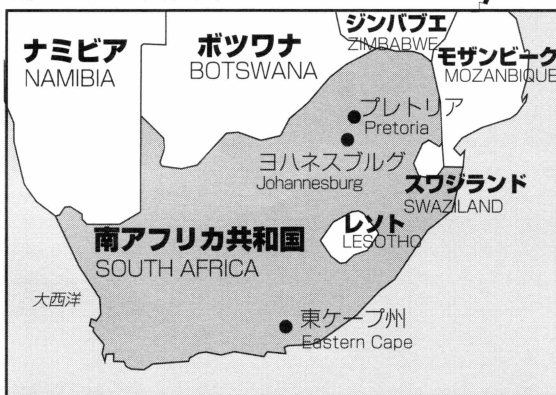 ジンバブエ
ZIMBABWE
ナミビア
NAMIBIA
ボツワナ
BOTSWANA
モザンビーク
MOZANBIQUE
プレトリア
Pretoria
ヨハネスブルグ
Johannesburg
スワジランド
SWAZILAND
レソト
LESOTHO
南アフリカ共和国
SOUTH AFRICA
大西洋
東ケープ州
Eastern Cape